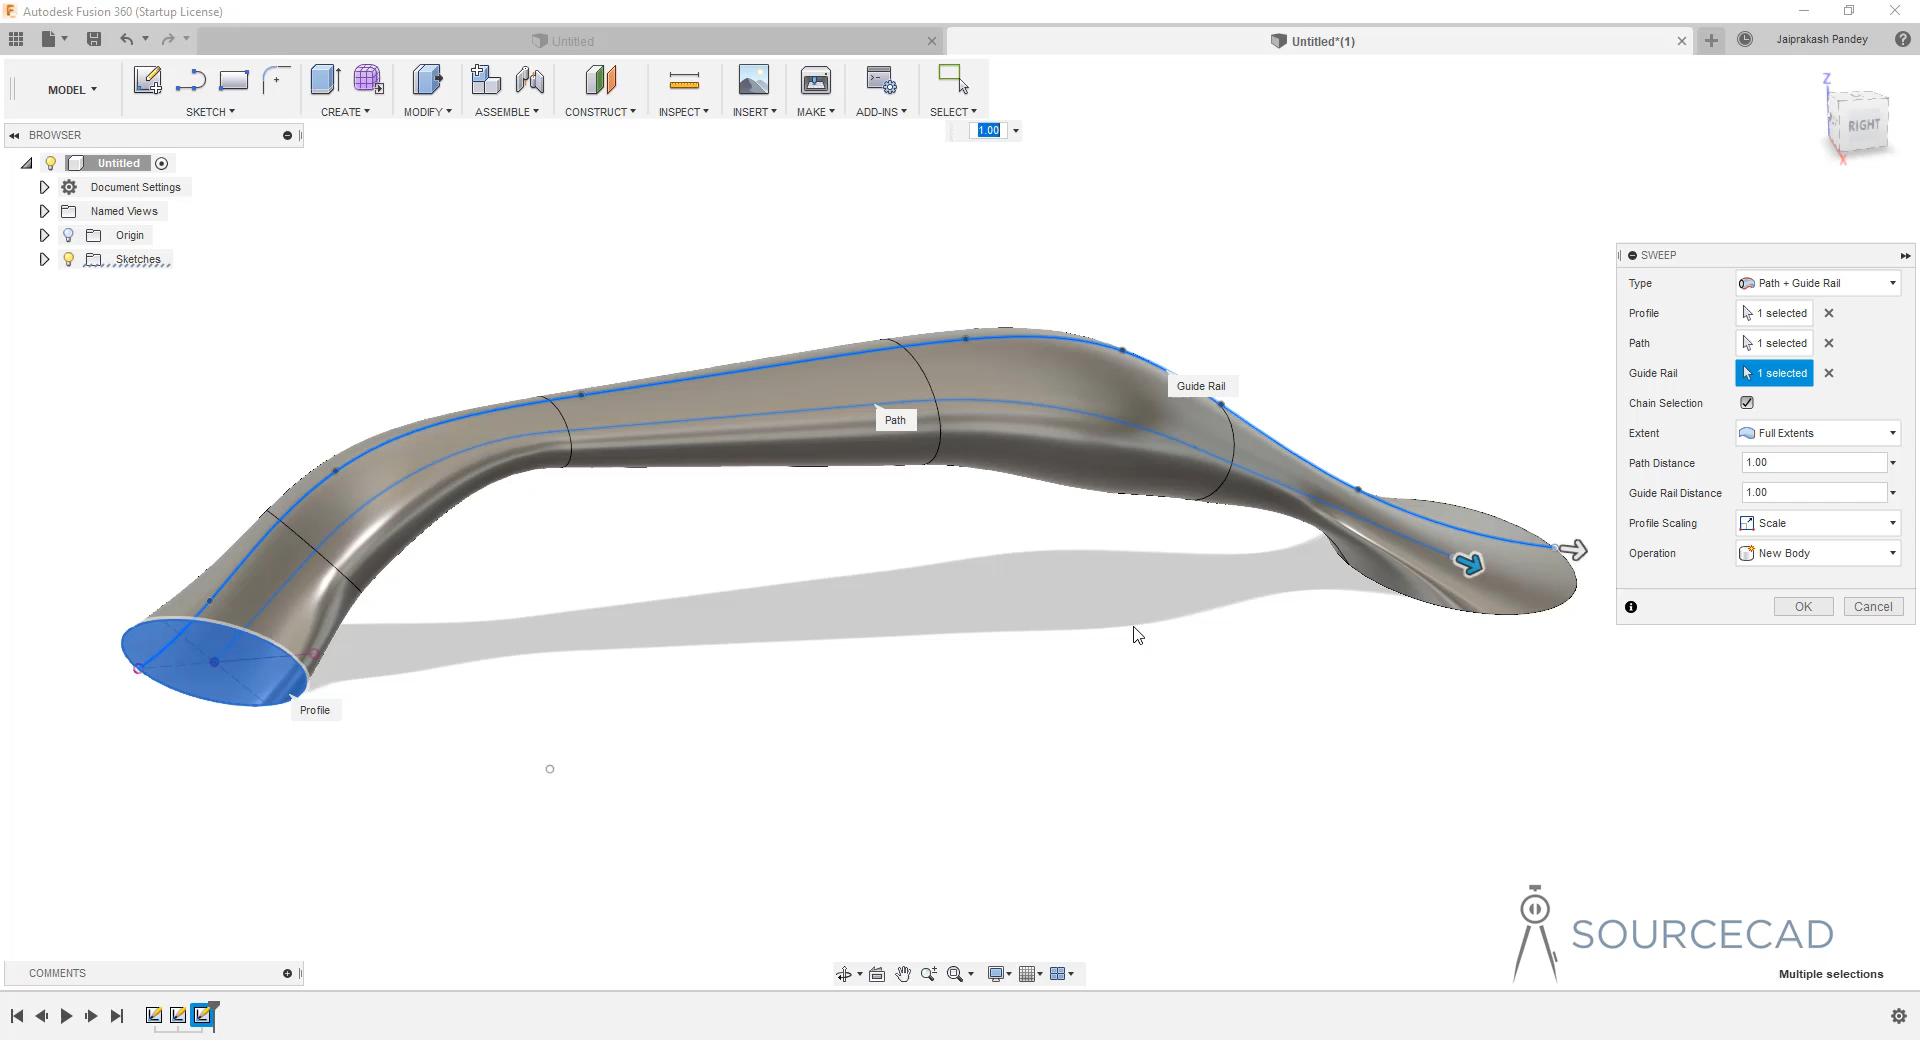 Autodesk Fusion 360 (Startup License)
Untitled
Untitled*(1)
Jaiprakash Pandey
MODEL
SKETCH
CREATE
MODIFY
ASSEMBLE
CONSTRUCT
INSPECT
INSERT
MAKE
ADD-INS
SELECT
1.00
BROWSER
Untitled
Document Settings
Named Views
Origin
Sketches
Z
RIGHT
X
SWEEP
Type
Path + Guide Rail
Profile
1 selected
Path
1 selected
Guide Rail
1 selected
Chain Selection
Extent
Full Extents
Path Distance
1.00
Guide Rail Distance
1.00
Profile Scaling
Scale
Operation
New Body
OK
Cancel
Guide Rail
Path
Profile
SOURCECAD
Multiple selections
COMMENTS